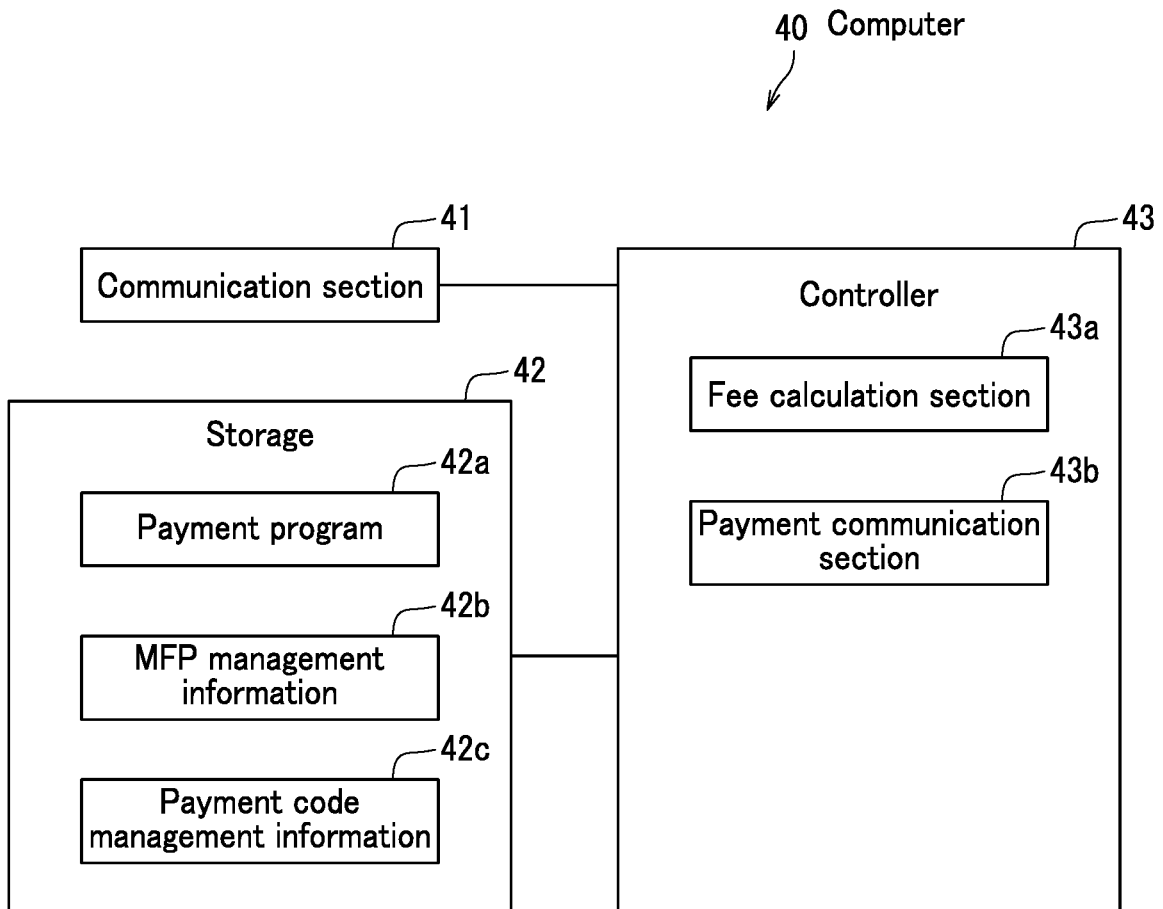 40 Computer
41
Communication section
42
Storage
42a
Payment program
42b
MFP management
information
42c
Payment code
management information
43
Controller
43a
Fee calculation section
43b
Payment communication
section